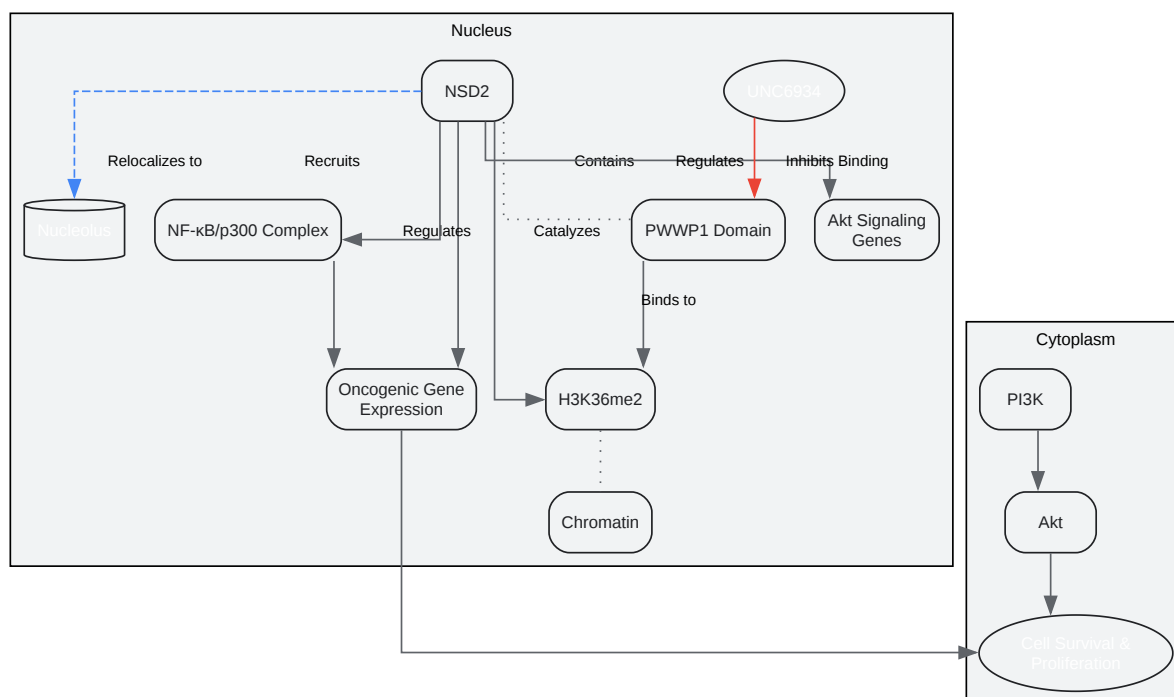 Nucleus
NSD2
UNC6934
Relocalizes to
Recruits
Contains
Regulates
Inhibits Binding
Nucleolus
NF-κB/p300 Complex
Regulates
Catalyzes
PWWP1 Domain
Akt Signaling
Genes
Binds to
Cytoplasm
Oncogenic Gene
Expression
H3K36me2
PI3K
Chromatin
Akt
Cell Survival &
Proliferation